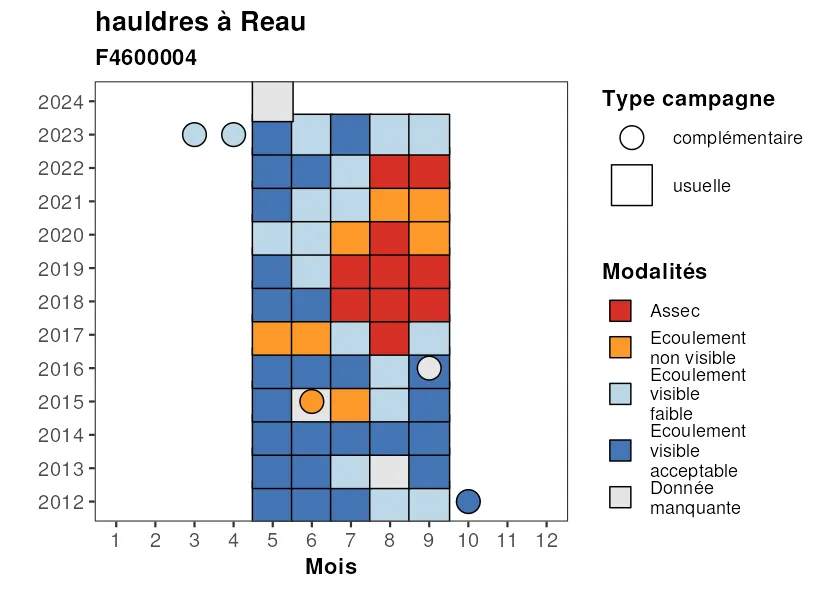 hauldres à Reau
F4600004
2024
2023
2022
2021
2020
2019
2018
2017
2016
2015
2014
2013
2012
1 2 3 4 5 6 7 8 9 10 11 12
Mois
Type campagne
complémentaire
usuelle
Modalités
Assec
Ecoulement
non visible
Ecoulement
visible
faible
Ecoulement
visible
acceptable
Donnée
manquante